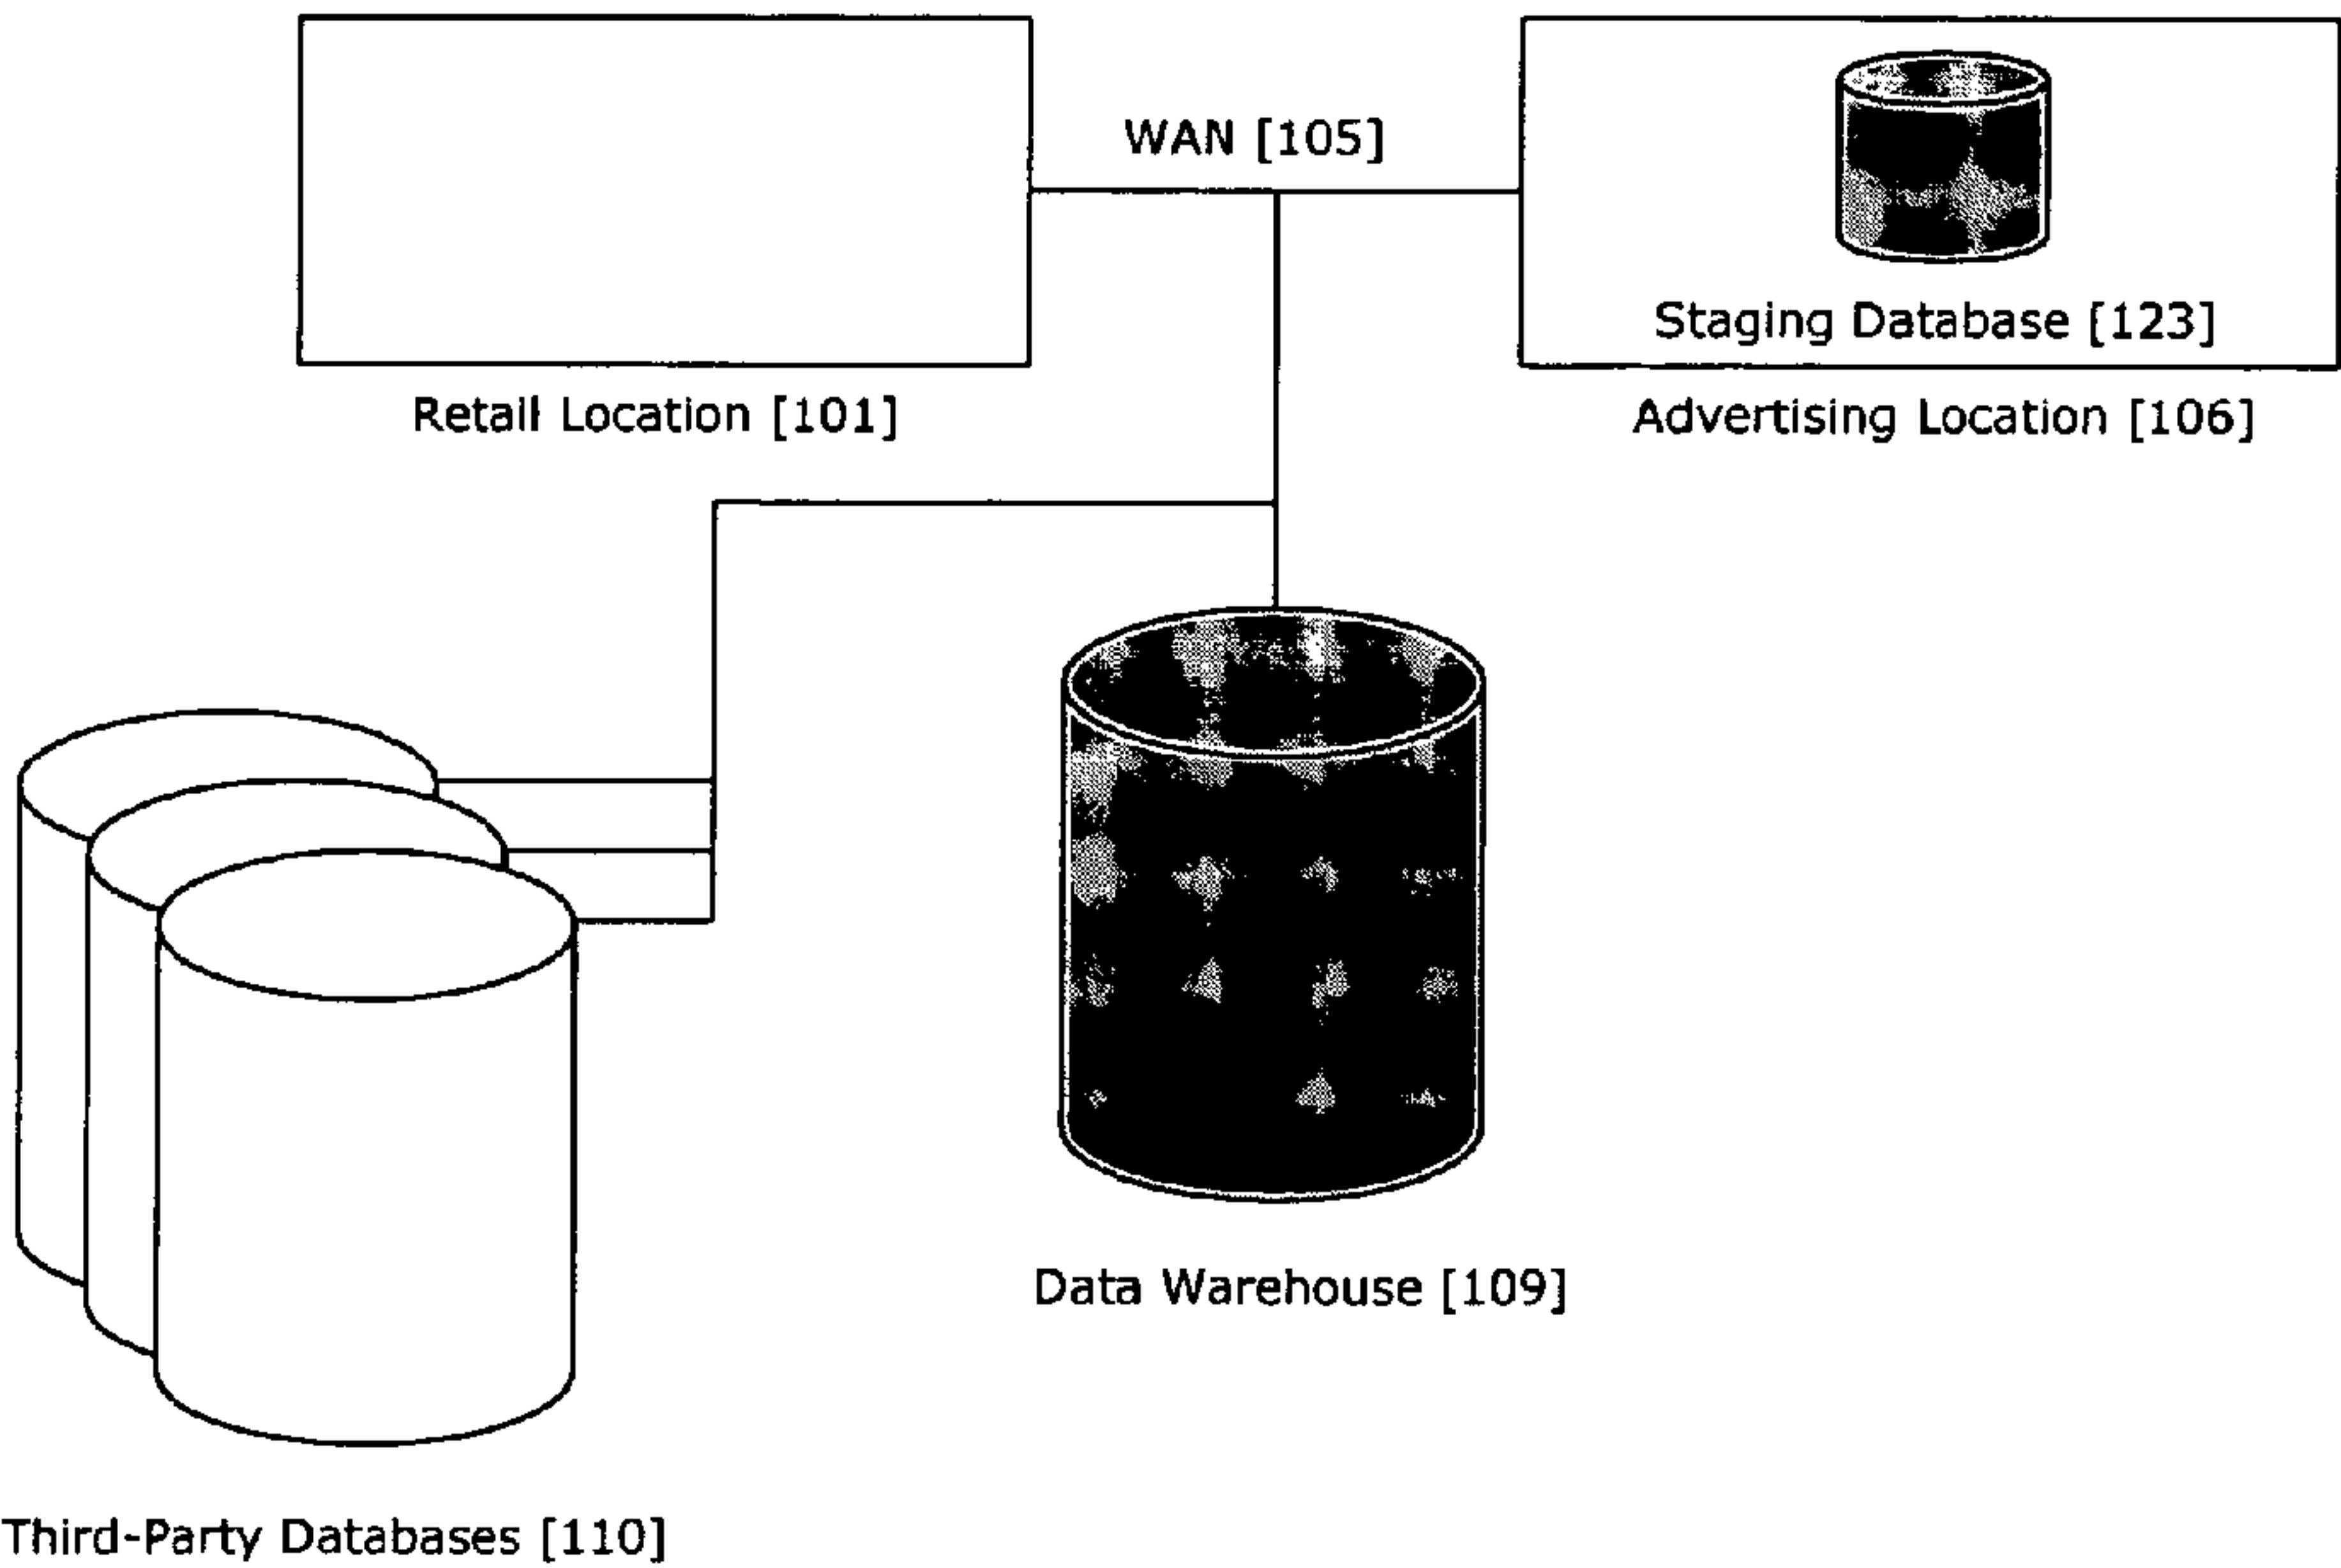 WAN [105]
Staging Database [123]
Retail Location [101]
Advertising Location [106]
Data Warehouse [109]
Third-Party Databases [110]